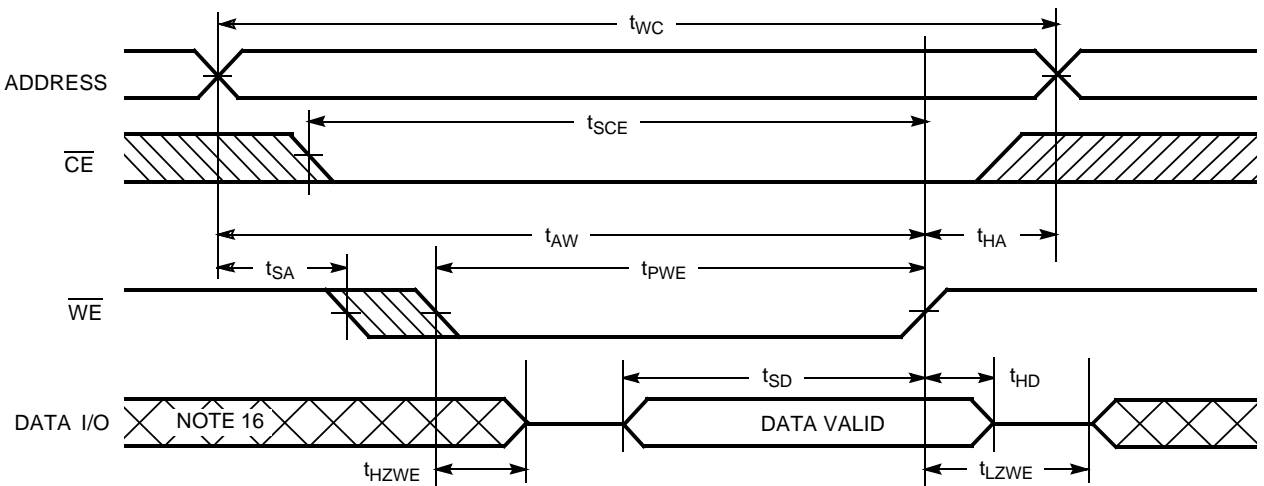 tWC
ADDRESS
tSCE
CE
tAW
tHA
tSA
tPWE
WE
tSD
tHD
DATA I/O
NOTE 16
DATA VALID
tHZWE
tLZWE